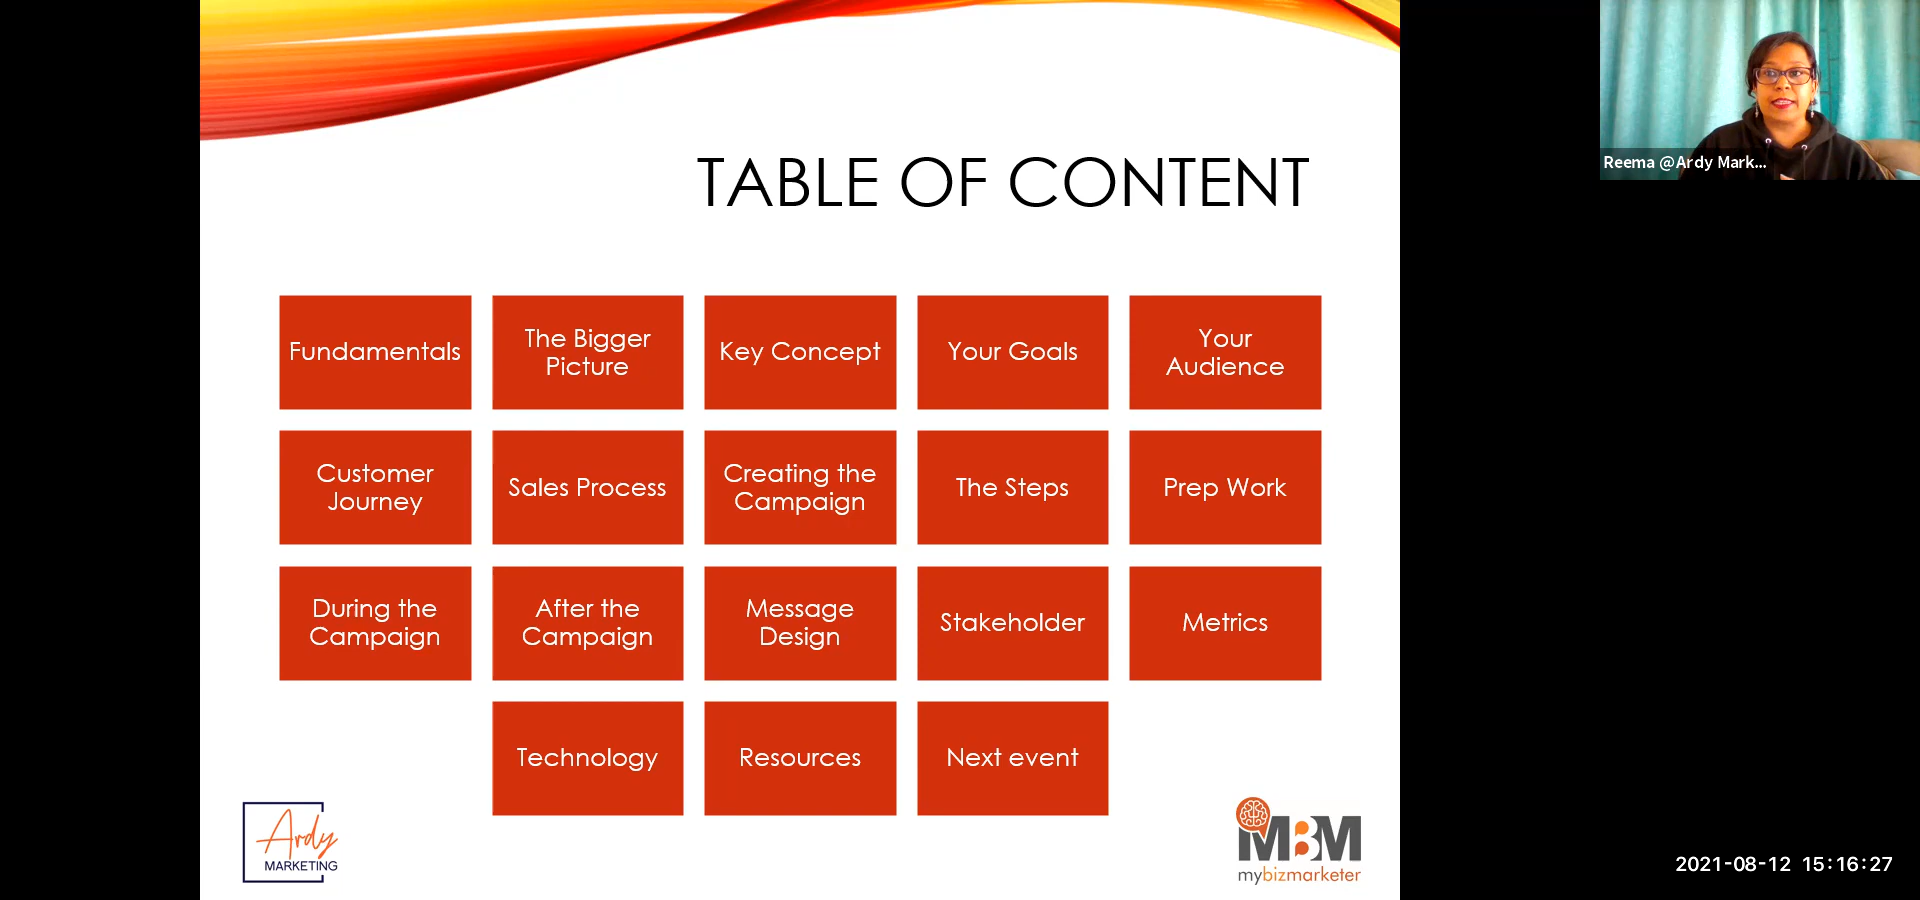 TABLE OF CONTENT
Fundamentals
The Bigger
Picture
Key Concept
Your Goals
Your
Audience
Customer
Journey
Sales Process
Creating the
Campaign
The Steps
Prep Work
During the
Campaign
After the
Campaign
Message
Design
Stakeholder
Metrics
Technology
Resources
Next event
Ardy
MARKETING
MBM
mybizmarketer
Reema @Ardy Mark...
2021-08-12 15:16:27